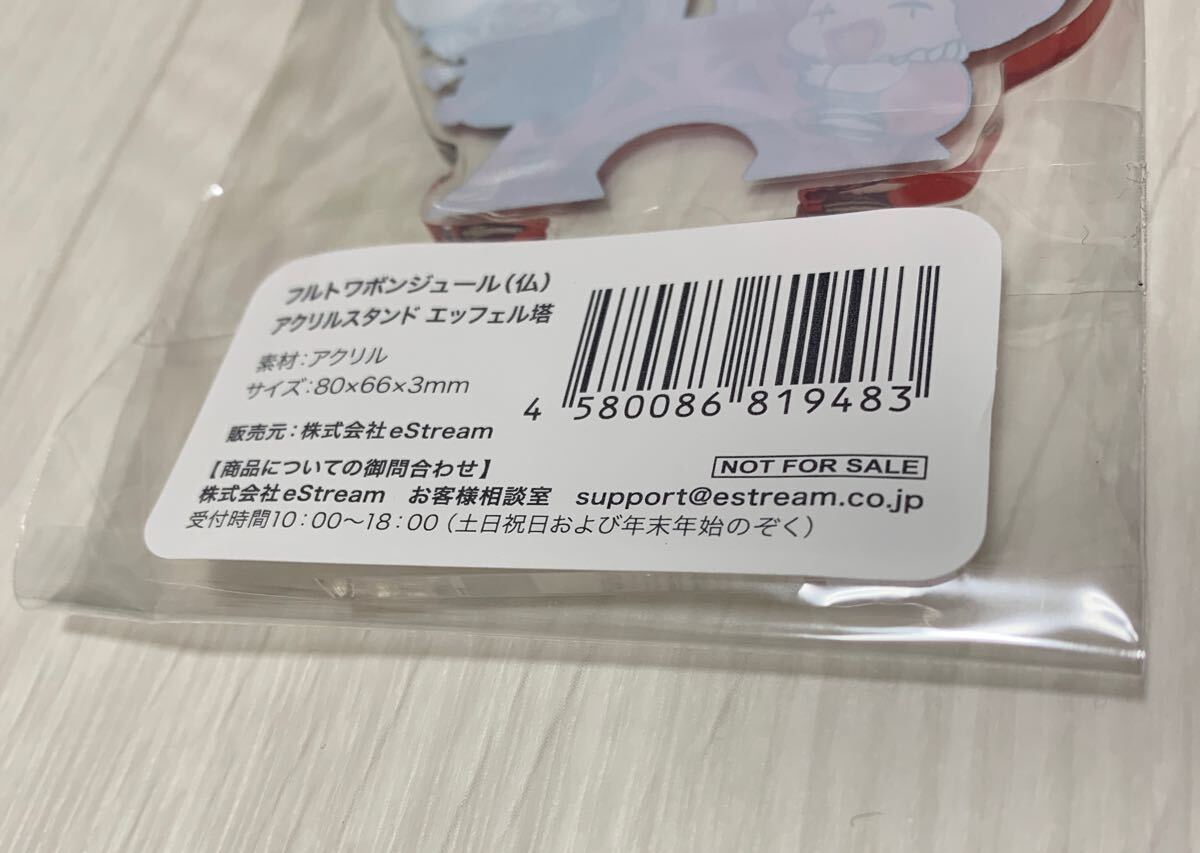 フルトワボンジュール(仏)
アクリルスタンド エッフェル塔
素材:アクリル
サイズ:80×66×3mm
販売元:株式会社eStream
4 580086 819483
NOT FOR SALE
【商品についての御問合わせ】
株式会社eStream お客様相談室 support@estream.co.jp
受付時間10:00〜18:00(土日祝日および年末年始のぞく)